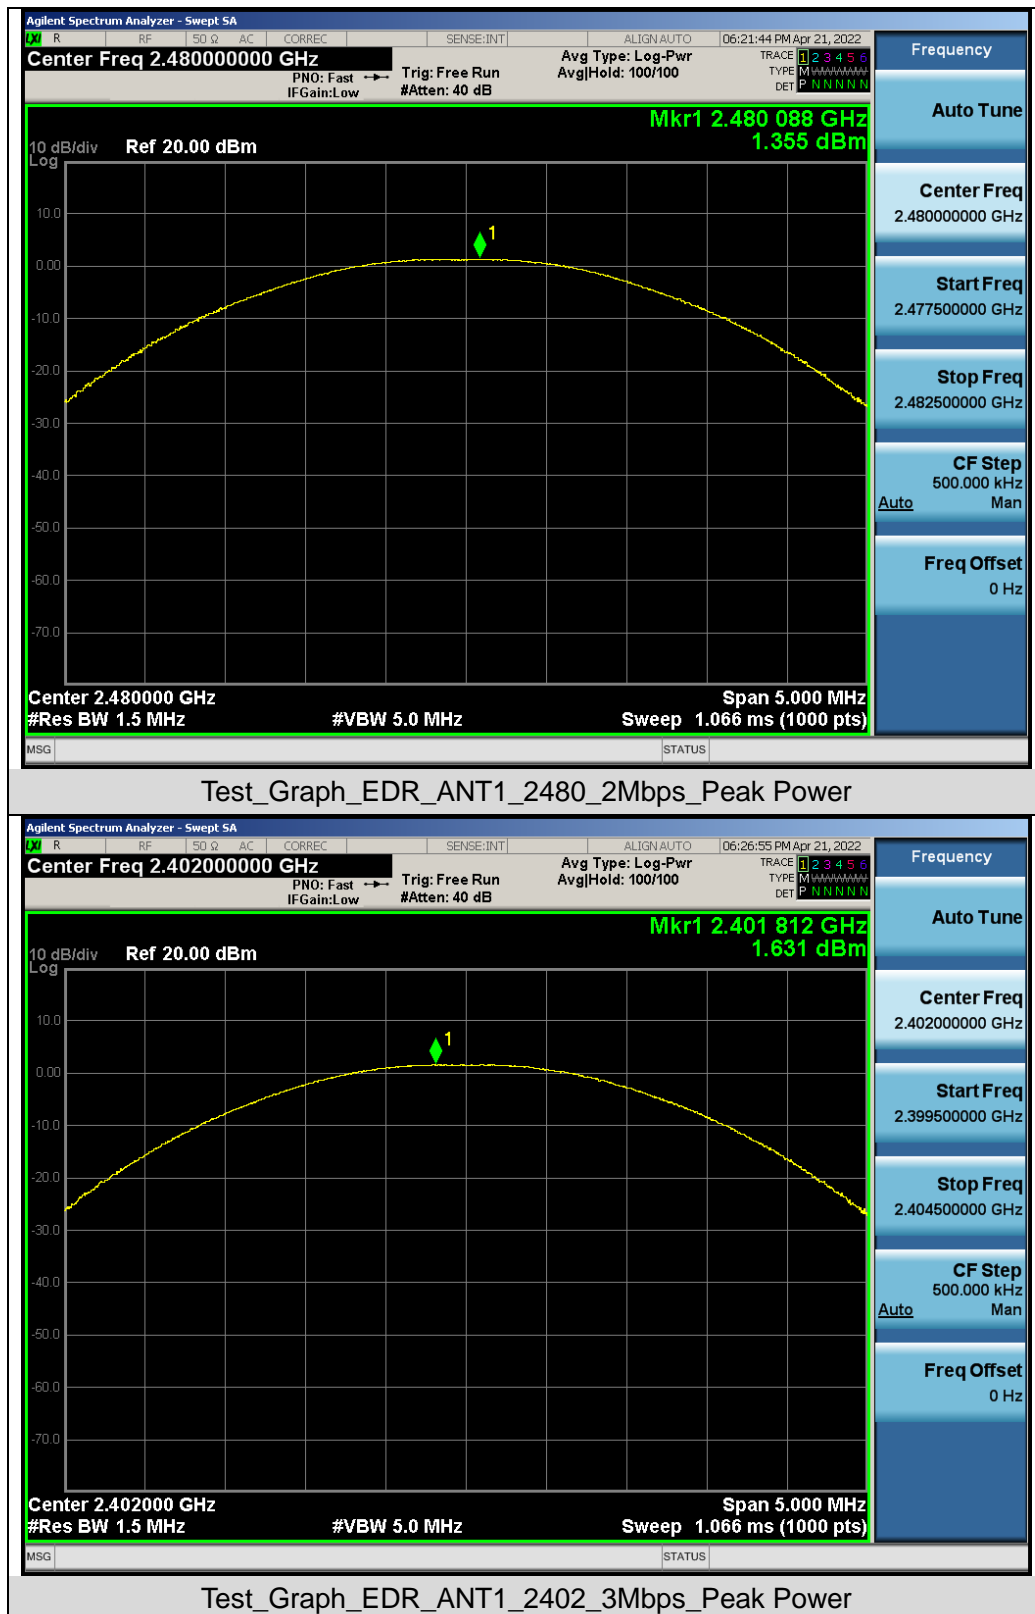 Agilent Spectrum Analyzer - Swept SA
LXI R RF 50 Ω AC CORREC SENSE:INT ALIGN AUTO 06:21:44 PM Apr 21, 2022
Center Freq 2.480000000 GHz
PNO: Fast
IFGain:Low
Trig: Free Run
#Atten: 40 dB
Avg Type: Log-Pwr
Avg|Hold: 100/100
TRACE 1 2 3 4 5 6
TYPE M
DET P N N N N N
Mkr1 2.480 088 GHz
1.355 dBm
10 dB/div Ref 20.00 dBm
Log
10.0
1
0.00
-10.0
-20.0
-30.0
-40.0
-50.0
-60.0
-70.0
Center 2.480000 GHz Span 5.000 MHz
#Res BW 1.5 MHz #VBW 5.0 MHz Sweep 1.066 ms (1000 pts)
MSG STATUS
Frequency
Auto Tune
Center Freq
2.480000000 GHz
Start Freq
2.477500000 GHz
Stop Freq
2.482500000 GHz
CF Step
500.000 kHz
Auto Man
Freq Offset
0 Hz
Test_Graph_EDR_ANT1_2480_2Mbps_Peak Power
Agilent Spectrum Analyzer - Swept SA
LXI R RF 50 Ω AC CORREC SENSE:INT ALIGN AUTO 06:26:55 PM Apr 21, 2022
Center Freq 2.402000000 GHz
PNO: Fast
IFGain:Low
Trig: Free Run
#Atten: 40 dB
Avg Type: Log-Pwr
Avg|Hold: 100/100
TRACE 1 2 3 4 5 6
TYPE M
DET P N N N N N
Mkr1 2.401 812 GHz
1.631 dBm
10 dB/div Ref 20.00 dBm
Log
10.0
1
0.00
-10.0
-20.0
-30.0
-40.0
-50.0
-60.0
-70.0
Center 2.402000 GHz Span 5.000 MHz
#Res BW 1.5 MHz #VBW 5.0 MHz Sweep 1.066 ms (1000 pts)
MSG STATUS
Frequency
Auto Tune
Center Freq
2.402000000 GHz
Start Freq
2.399500000 GHz
Stop Freq
2.404500000 GHz
CF Step
500.000 kHz
Auto Man
Freq Offset
0 Hz
Test_Graph_EDR_ANT1_2402_3Mbps_Peak Power